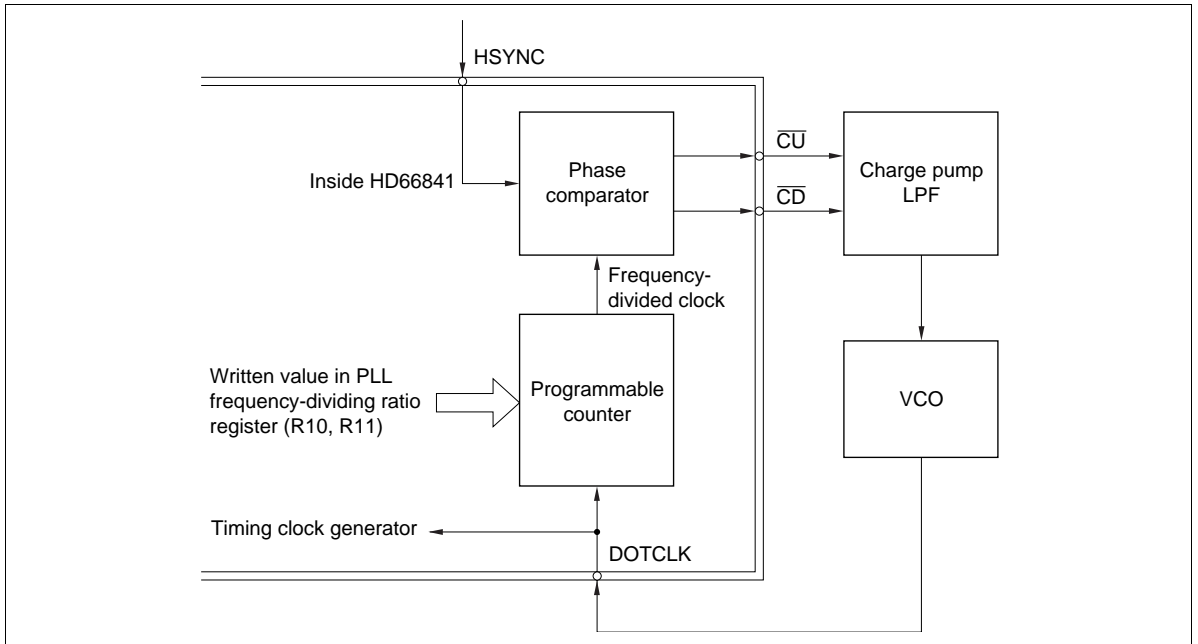 HSYNC
Phase
comparator
Inside HD66841
CU
CD
Charge pump
LPF
Frequency-
divided clock
Written value in PLL
frequency-dividing ratio
register (R10, R11)
Programmable
counter
VCO
Timing clock generator
DOTCLK